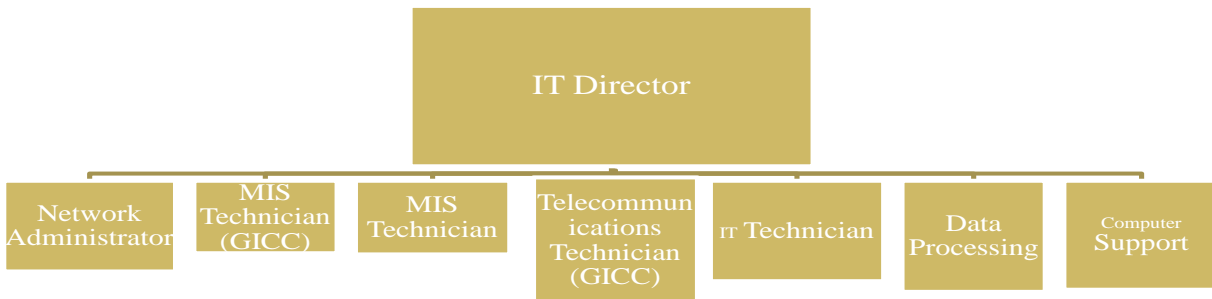 IT Director
Network
Administrator
MIS
Technician
(GICC)
MIS
Technician
Telecommun
ications
Technician
(GICC)
IT Technician
Data
Processing
Computer
Support